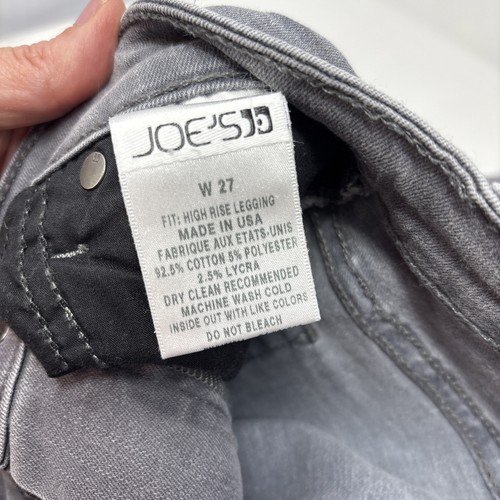 JOE'S
W 27
FIT: HIGH RISE LEGGING
MADE IN USA
FABRIQUE AUX ETATS-UNIS
92.5% COTTON 5% POLYESTER
2.5% LYCRA
DRY CLEAN RECOMMENDED
MACHINE WASH COLD
INSIDE OUT WITH LIKE COLORS
DO NOT BLEACH